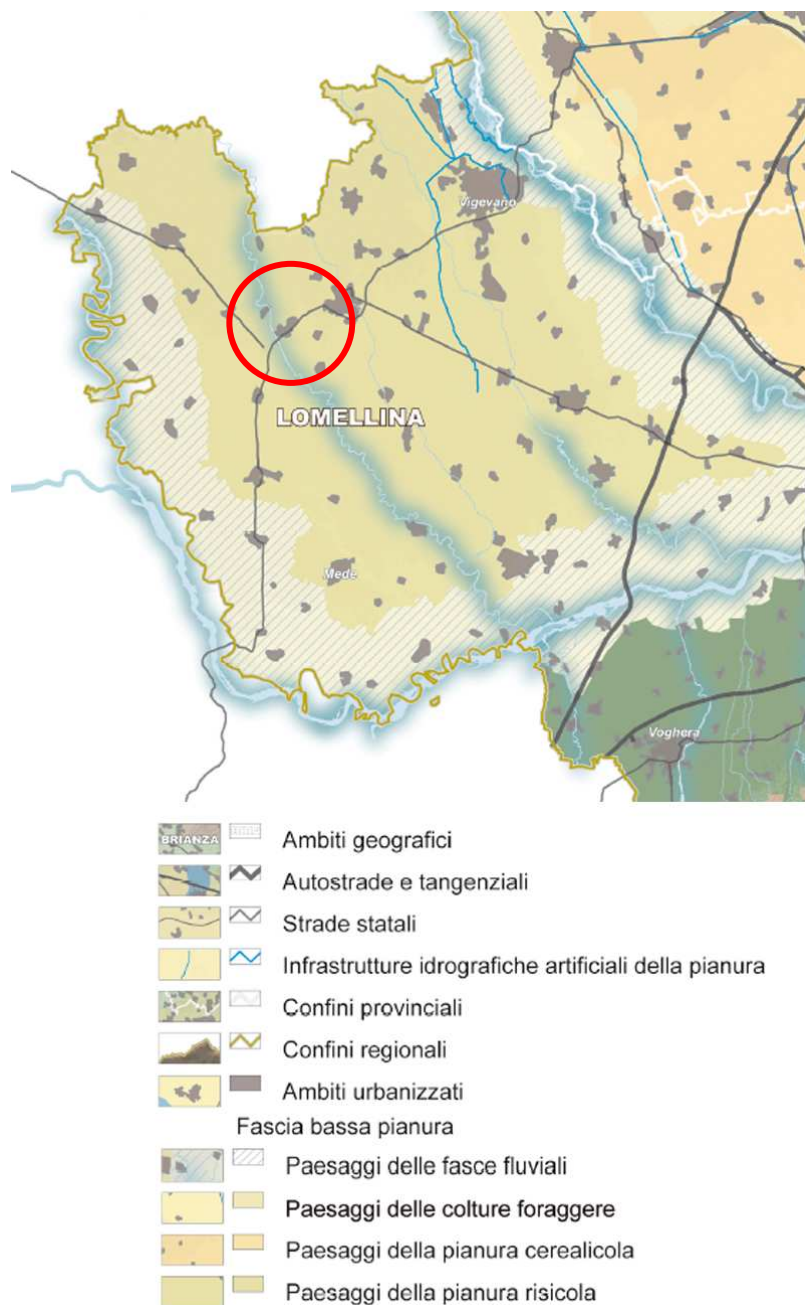 Vigevano
LOMELLINA
Mede
Voghera
BRIANZA
Ambiti geografici
Autostrade e tangenziali
Strade statali
Infrastrutture idrografiche artificiali della pianura
Confini provinciali
Confini regionali
Ambiti urbanizzati
Fascia bassa pianura
Paesaggi delle fasce fluviali
Paesaggi delle colture foraggere
Paesaggi della pianura cerealicola
Paesaggi della pianura risicola